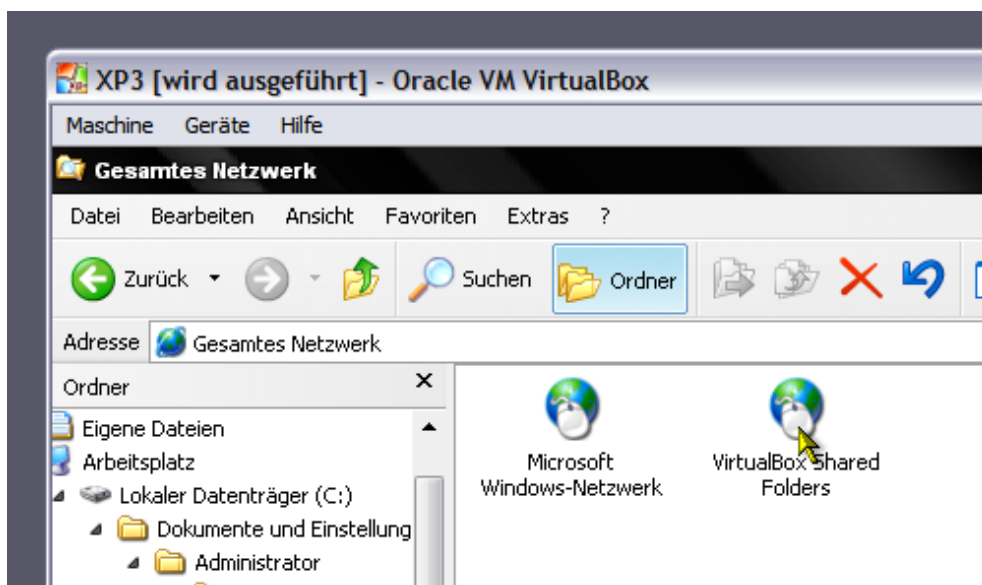 XP3 [wird ausgeführt] - Oracle VM VirtualBox
Maschine Geräte Hilfe
Gesamtes Netzwerk
Datei Bearbeiten Ansicht Favoriten Extras ?
Zurück Suchen Ordner
Adresse Gesamtes Netzwerk
Ordner
Eigene Dateien
Arbeitsplatz
Lokaler Datenträger (C:)
Dokumente und Einstellung
Administrator
Microsoft
Windows-Netzwerk
VirtualBox Shared
Folders